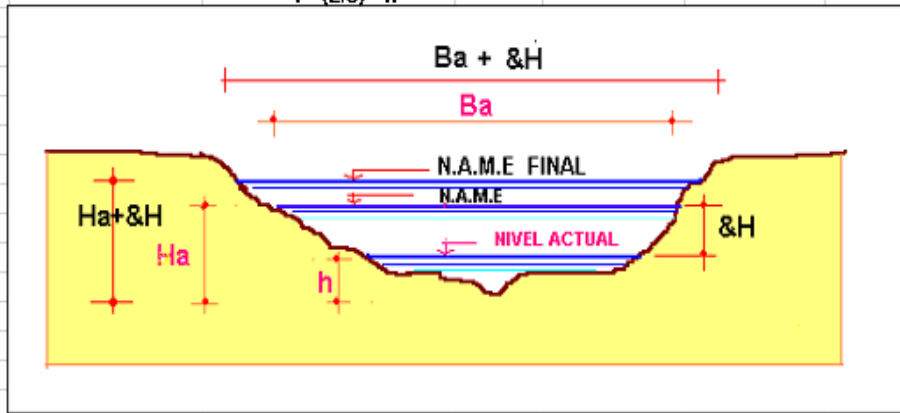 Ba + &H
Ba
N.A.M.E FINAL
N.A.M.E
Ha+&H
&H
NIVEL ACTUAL
Ha
h